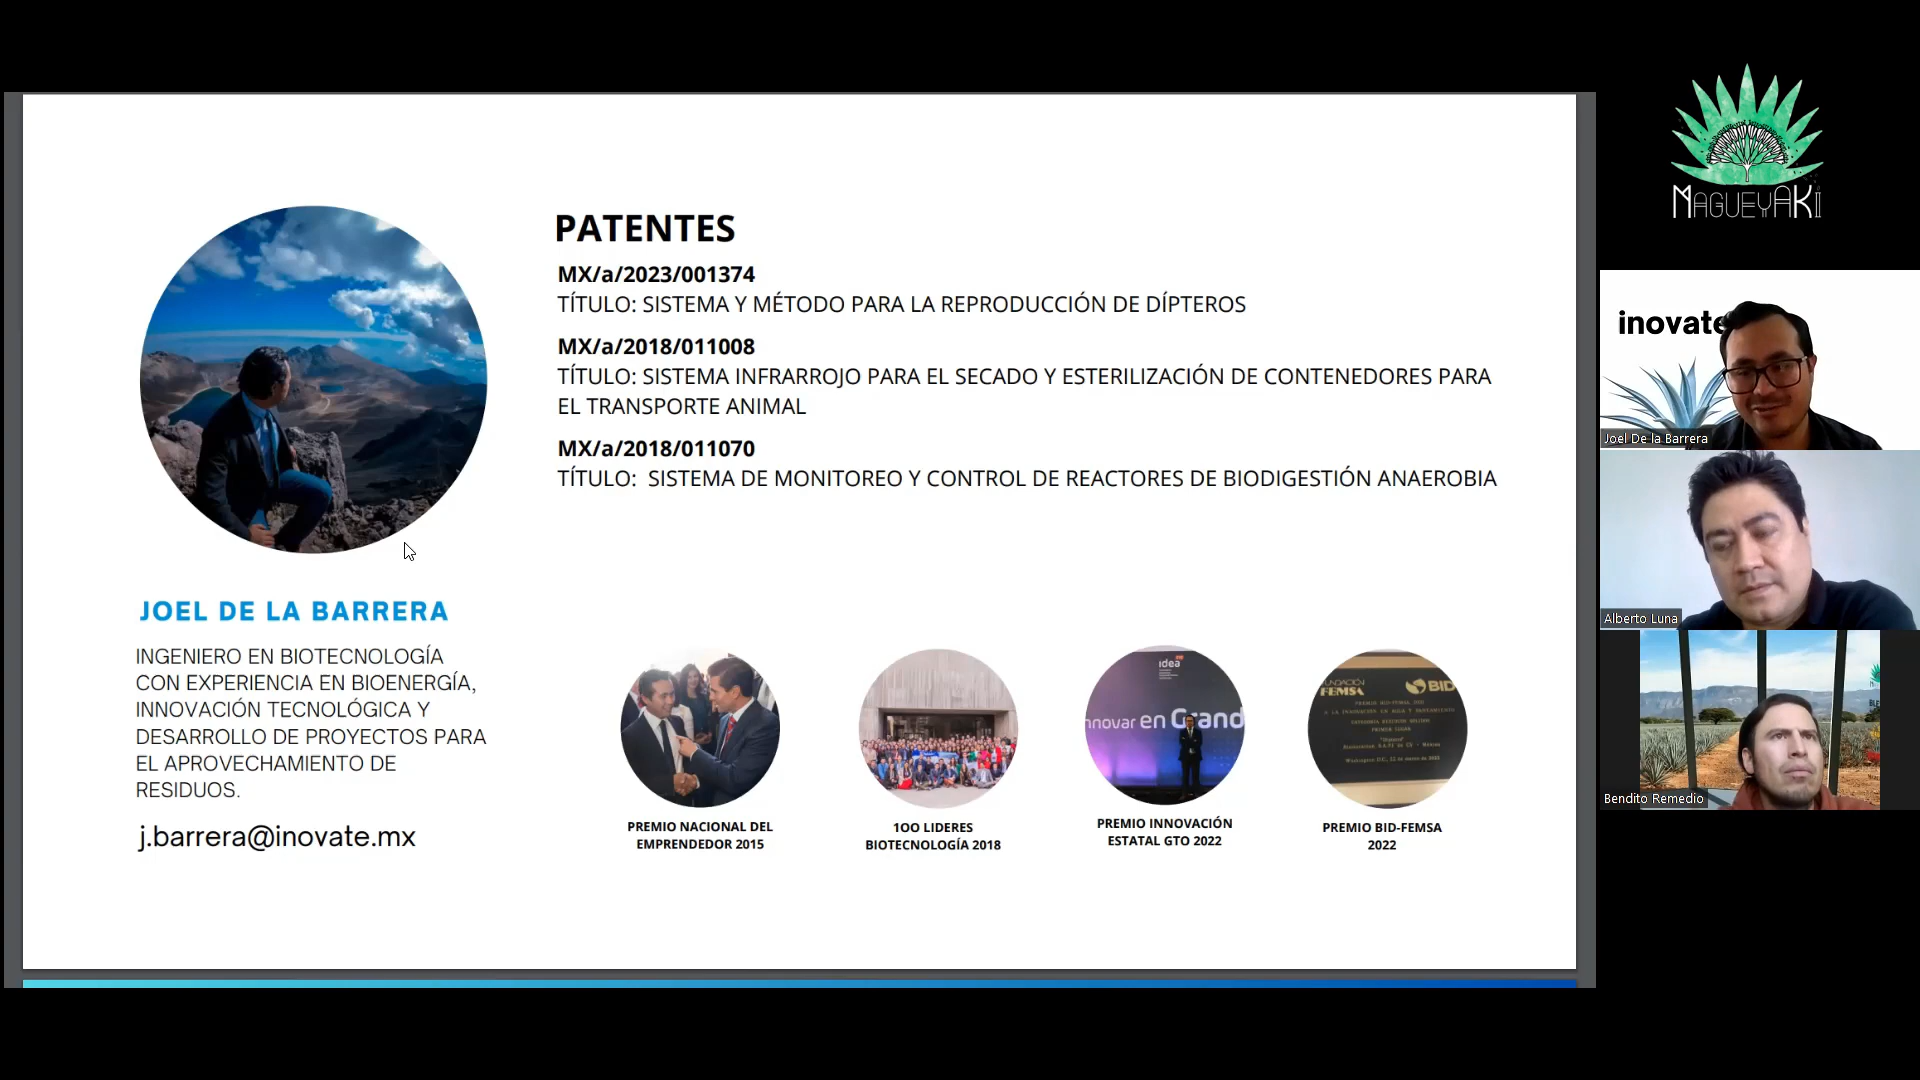 PATENTES
MX/a/2023/001374
TÍTULO: SISTEMA Y MÉTODO PARA LA REPRODUCCIÓN DE DÍPTEROS
MX/a/2018/011008
TÍTULO: SISTEMA INFRARROJO PARA EL SECADO Y ESTERILIZACIÓN DE CONTENEDORES PARA
EL TRANSPORTE ANIMAL
MX/a/2018/011070
TÍTULO: SISTEMA DE MONITOREO Y CONTROL DE REACTORES DE BIODIGESTIÓN ANAEROBIA
JOEL DE LA BARRERA
INGENIERO EN BIOTECNOLOGÍA
CON EXPERIENCIA EN BIOENERGÍA,
INNOVACIÓN TECNOLÓGICA Y
DESARROLLO DE PROYECTOS PARA
EL APROVECHAMIENTO DE
RESIDUOS.
j.barrera@inovate.mx
PREMIO NACIONAL DEL
EMPRENDEDOR 2015
1OO LIDERES
BIOTECNOLOGÍA 2018
idea
nnovar en Grand
PREMIO INNOVACIÓN
ESTATAL GTO 2022
FEMSA
BID
PREMIO BID-FEMSA
2022
MAGUEYAKI
inovate
Joel De la Barrera
Alberto Luna
Bendito Remedio